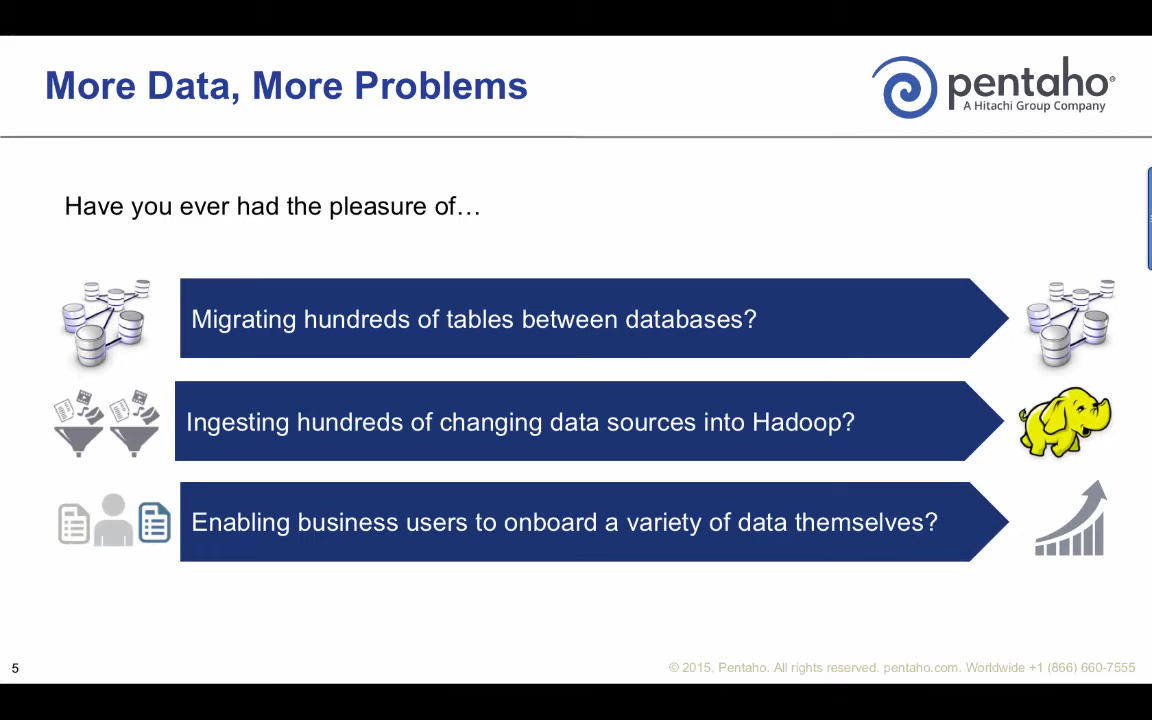 More Data, More Problems
pentaho®
A Hitachi Group Company
Have you ever had the pleasure of…
Migrating hundreds of tables between databases?
Ingesting hundreds of changing data sources into Hadoop?
Enabling business users to onboard a variety of data themselves?
5
© 2015, Pentaho. All rights reserved. pentaho.com. Worldwide +1 (866) 660-7555